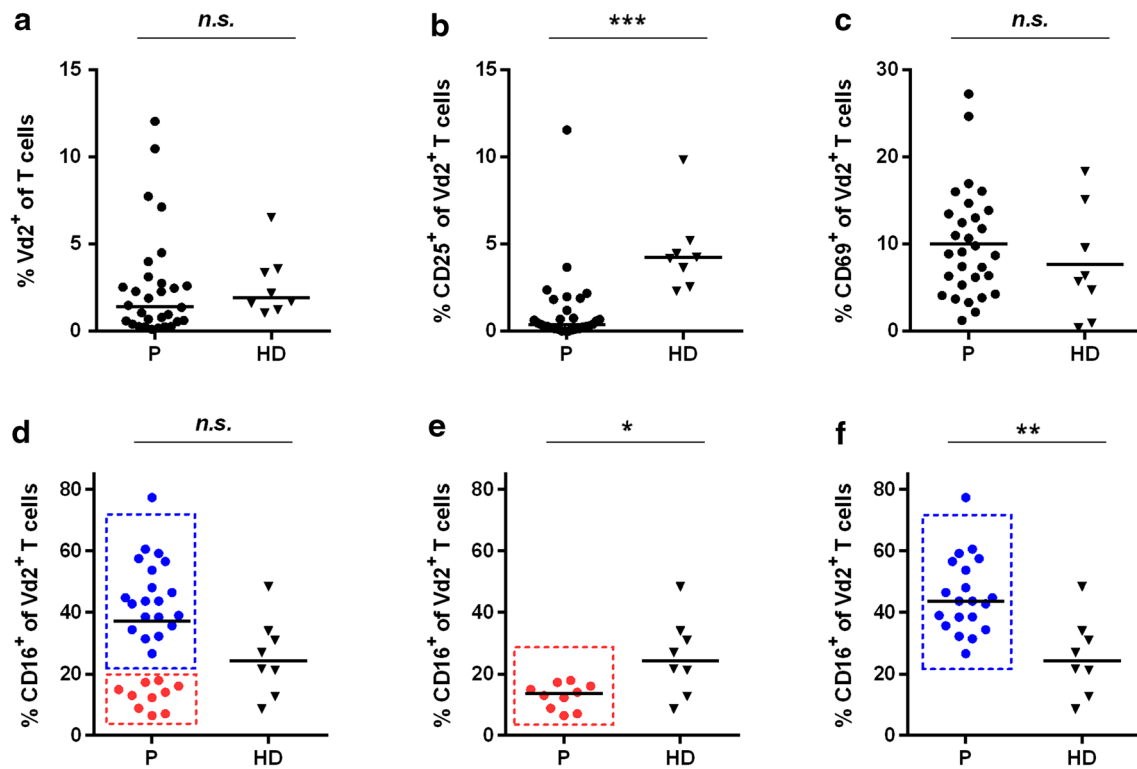 a n.s.
% Vd2+ of T cells
15
10
5
0
P HD
b ***
% CD25+ of Vd2+ T cells
15
10
5
0
P HD
c n.s.
% CD69+ of Vd2+ T cells
30
20
10
0
P HD
d n.s.
% CD16+ of Vd2+ T cells
80
60
40
20
0
P HD
e *
% CD16+ of Vd2+ T cells
80
60
40
20
0
P HD
f **
% CD16+ of Vd2+ T cells
80
60
40
20
0
P HD